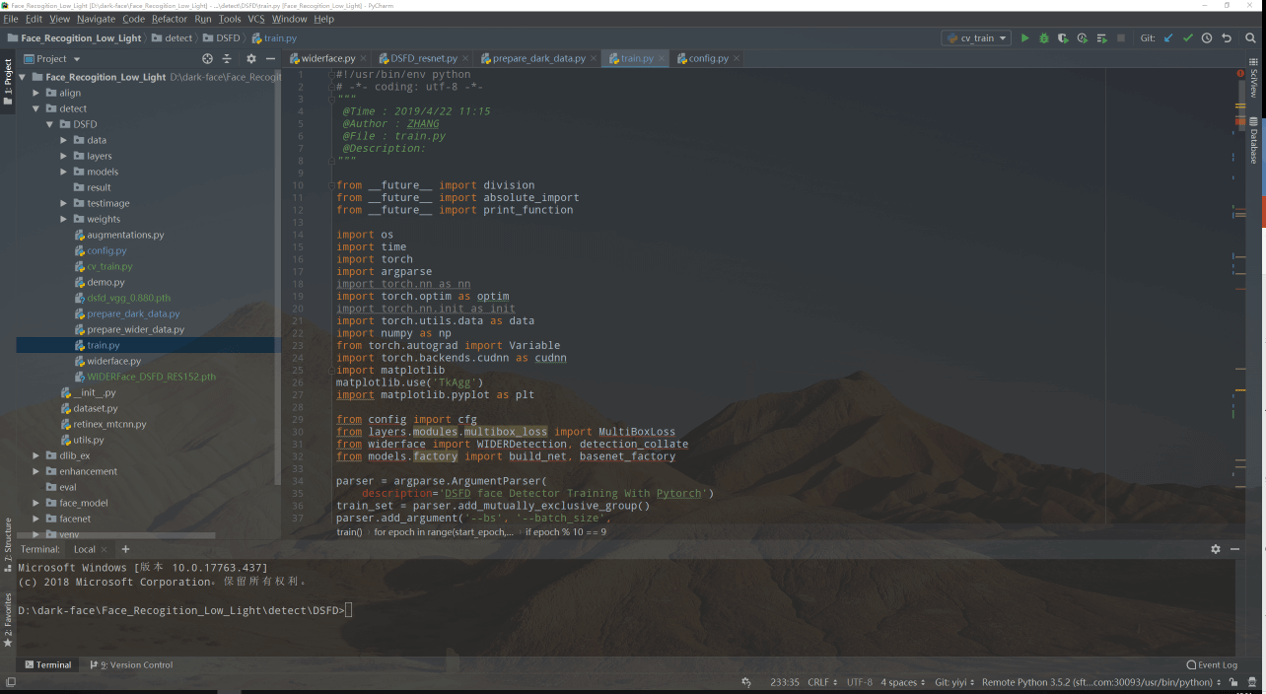 Face_Recogition_Low_Light [D:\dark-face\Face_Recogition_Low_Light] - ...\detect\DSFD\train.py [Face_Recogition_Low_Light] - PyCharm
File Edit View Navigate Code Refactor Run Tools VCS Window Help
Face_Recogition_Low_Light detect DSFD train.py cv_train Git:
Project widerface.py DSFD_resnet.py prepare_dark_data.py train.py config.py
1: Project
Face_Recogition_Low_Light D:\dark-face\Face_Recogit
align
detect
DSFD
data
layers
models
result
testimage
weights
augmentations.py
config.py
cv_train.py
demo.py
dsfd_vgg_0.880.pth
prepare_dark_data.py
prepare_wider_data.py
train.py
widerface.py
WIDERFace_DSFD_RES152.pth
__init__.py
dataset.py
retinex_mtcnn.py
utils.py
dlib_ex
enhancement
eval
face_model
facenet
venv
1 #!/usr/bin/env python
2 # -*- coding: utf-8 -*-
3 """
4 @Time : 2019/4/22 11:15
5 @Author : ZHANG
6 @File : train.py
7 @Description:
8 """
9
10 from __future__ import division
11 from __future__ import absolute_import
12 from __future__ import print_function
13
14 import os
15 import time
16 import torch
17 import argparse
18 import torch.nn as nn
19 import torch.optim as optim
20 import torch.nn.init as init
21 import torch.utils.data as data
22 import numpy as np
23 from torch.autograd import Variable
24 import torch.backends.cudnn as cudnn
25 import matplotlib
26 matplotlib.use('TkAgg')
27 import matplotlib.pyplot as plt
28
29 from config import cfg
30 from layers.modules.multibox_loss import MultiBoxLoss
31 from widerface import WIDERDetection, detection_collate
32 from models.factory import build_net, basenet_factory
33
34 parser = argparse.ArgumentParser(
35 description='DSFD face Detector Training With Pytorch')
36 train_set = parser.add_mutually_exclusive_group()
37 parser.add_argument('--bs', '--batch_size',
train() for epoch in range(start_epoch,... if epoch % 10 == 9
SciView
Database
Z: Structure
2: Favorites
Terminal: Local +
Microsoft Windows [版本 10.0.17763.437]
(c) 2018 Microsoft Corporation。保留所有权利。
D:\dark-face\Face_Recogition_Low_Light\detect\DSFD>
Terminal 9: Version Control Event Log
233:35 CRLF UTF-8 4 spaces Git: yiyi Remote Python 3.5.2 (sft...com:30093/usr/bin/python)